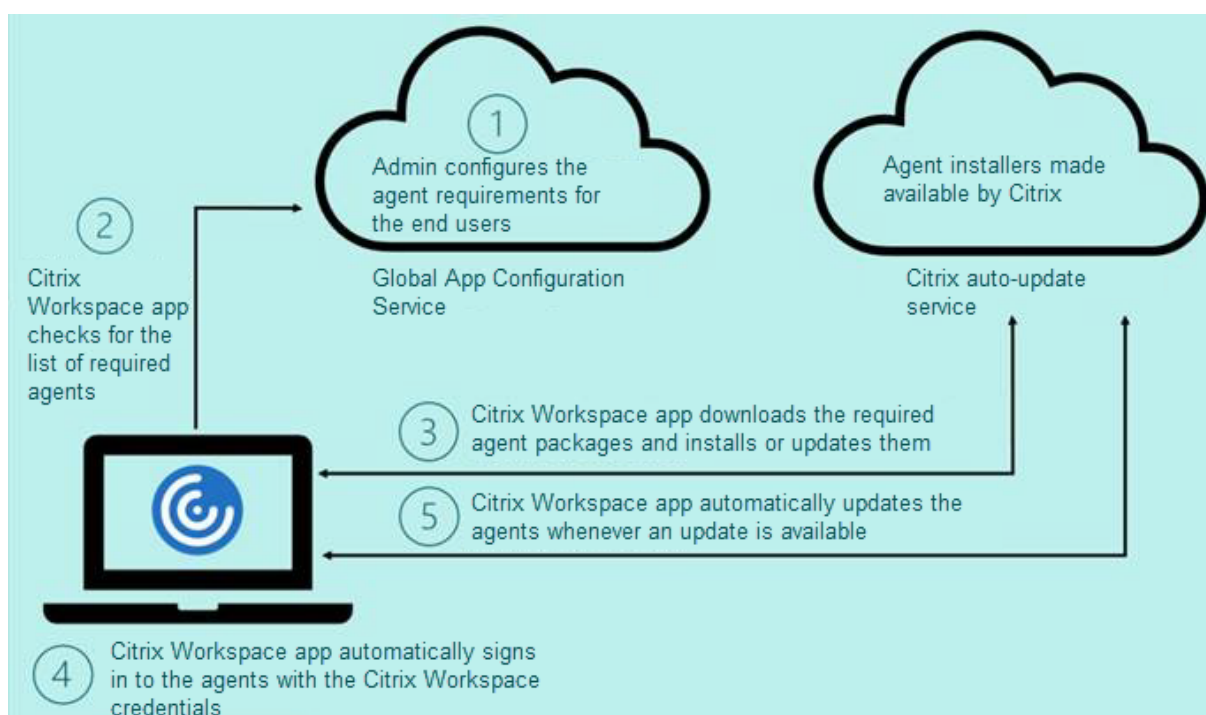 1
Admin configures the
agent requirements for
the end users
Global App Configuration
Service
Agent installers made
available by Citrix
Citrix auto-update
service
2
Citrix
Workspace app
checks for the
list of required
agents
3
Citrix Workspace app downloads the required
agent packages and installs or updates them
5
Citrix Workspace app automatically updates the
agents whenever an update is available
4
Citrix Workspace app automatically signs
in to the agents with the Citrix Workspace
credentials